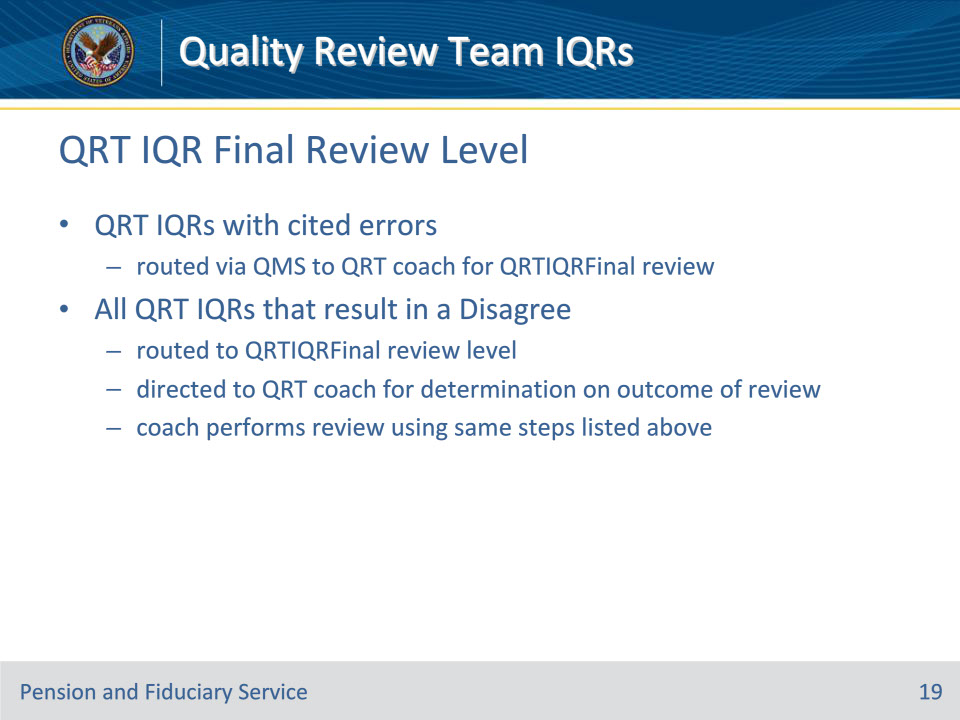 Quality Review Team IQRs
QRT IQR Final Review Level
• QRT IQRs with cited errors
– routed via QMS to QRT coach for QRTIQRFinal review
• All QRT IQRs that result in a Disagree
– routed to QRTIQRFinal review level
– directed to QRT coach for determination on outcome of review
– coach performs review using same steps listed above
Pension and Fiduciary Service
19